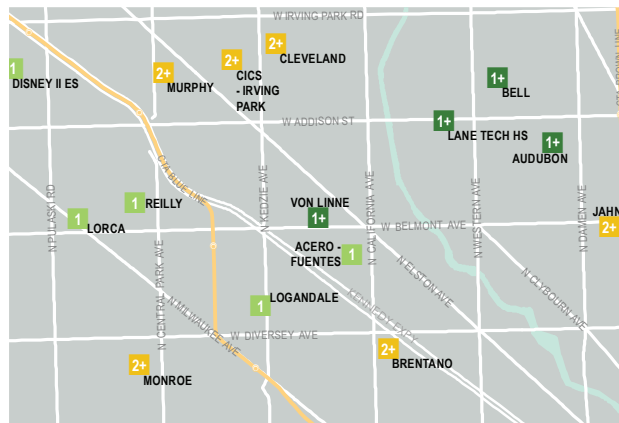 W IRVING PARK RD
2+
CLEVELAND
2+
CICS
- IRVING
PARK
2+
MURPHY
1
DISNEY II ES
1+
BELL
W ADDISON ST
1+
LANE TECH HS
1+
AUDUBON
CTA BLUE LINE
N PULASKI RD
N KEDZIE AVE
N CALIFORNIA AVE
N WESTERN AVE
N DAMEN AVE
1
REILLY
1
LORCA
VON LINNE
1+
W BELMONT AVE
JAHN
2+
ACERO -
FUENTES
1
N CENTRAL PARK AVE
N ELSTON AVE
N CLYBOURN AVE
1
LOGANDALE
KENNEDY EXPY
N MILWAUKEE AVE
W DIVERSEY AVE
2+
BRENTANO
2+
MONROE